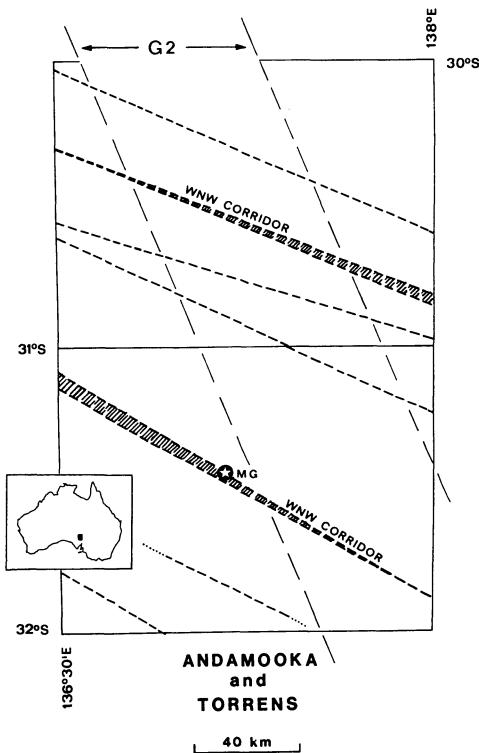 138°E
G2
30°S
WNW CORRIDOR
31°S
MG
WNW CORRIDOR
32°S
136°30'E
ANDAMOOKA
and
TORRENS
40 km